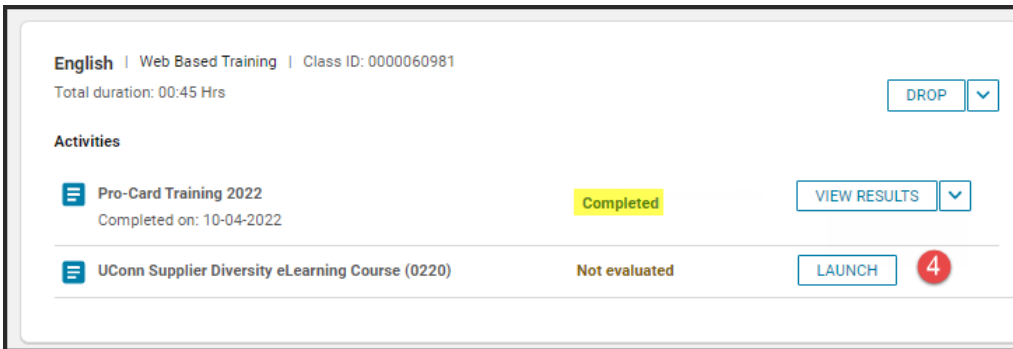 English | Web Based Training | Class ID: 0000060981
Total duration: 00:45 Hrs
DROP
Activities
Pro-Card Training 2022
Completed
VIEW RESULTS
Completed on: 10-04-2022
UConn Supplier Diversity eLearning Course (0220)
Not evaluated
LAUNCH
4